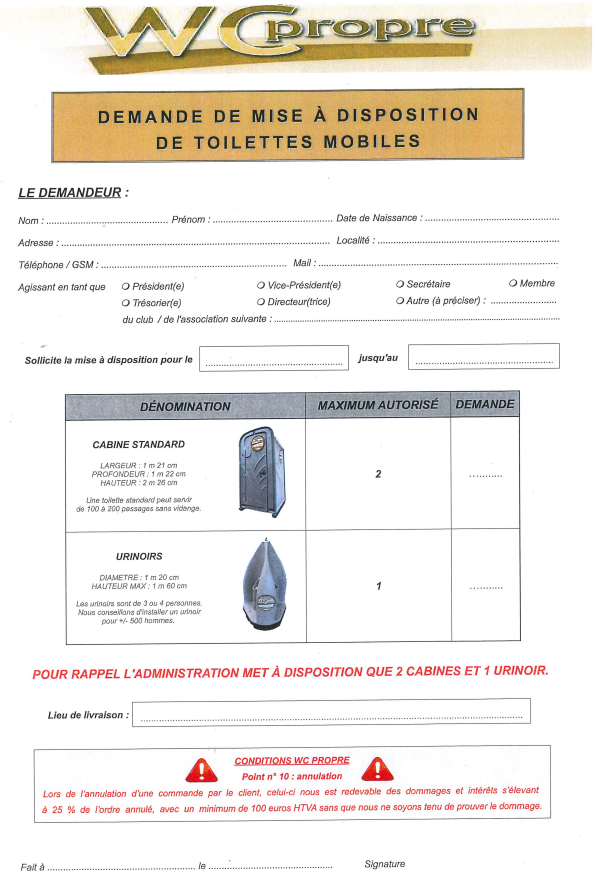 WC propre
DEMANDE DE MISE À DISPOSITION
DE TOILETTES MOBILES
LE DEMANDEUR :
Nom : ................................................ Prénom : ................................................ Date de Naissance : ................................................
Adresse : ................................................ Localité : ................................................
Téléphone / GSM : ................................................ Mail : ................................................
Agissant en tant que ❍ Président(e) ❍ Vice-Président(e) ❍ Secrétaire ❍ Membre
❍ Trésorier(e) ❍ Directeur(trice) ❍ Autre (à préciser) : .........................
du club / de l'association suivante : ................................................
Sollicite la mise à disposition pour le ................................................ jusqu'au ................................................
DÉNOMINATION MAXIMUM AUTORISÉ DEMANDE
CABINE STANDARD
LARGEUR : 1 m 21 cm
PROFONDEUR : 1 m 22 cm
HAUTEUR : 2 m 26 cm
2 ............
Une toilette standard peut servir
de 100 à 200 passages sans vidange.
URINOIRS
DIAMETRE : 1 m 20 cm
HAUTEUR MAX : 1 m 60 cm
1 ............
Les urinoirs sont de 3 ou 4 personnes.
Nous conseillons d'installer un urinoir
pour +/- 500 hommes.
POUR RAPPEL L'ADMINISTRATION MET À DISPOSITION QUE 2 CABINES ET 1 URINOIR.
Lieu de livraison : ................................................
CONDITIONS WC PROPRE
Point n° 10 : annulation
Lors de l'annulation d'une commande par le client, celui-ci nous est redevable des dommages et intérêts s'élevant
à 25 % de l'ordre annulé, avec un minimum de 100 euros HTVA sans que nous ne soyons tenu de prouver le dommage.
Fait à ................................................ le ................................................ Signature